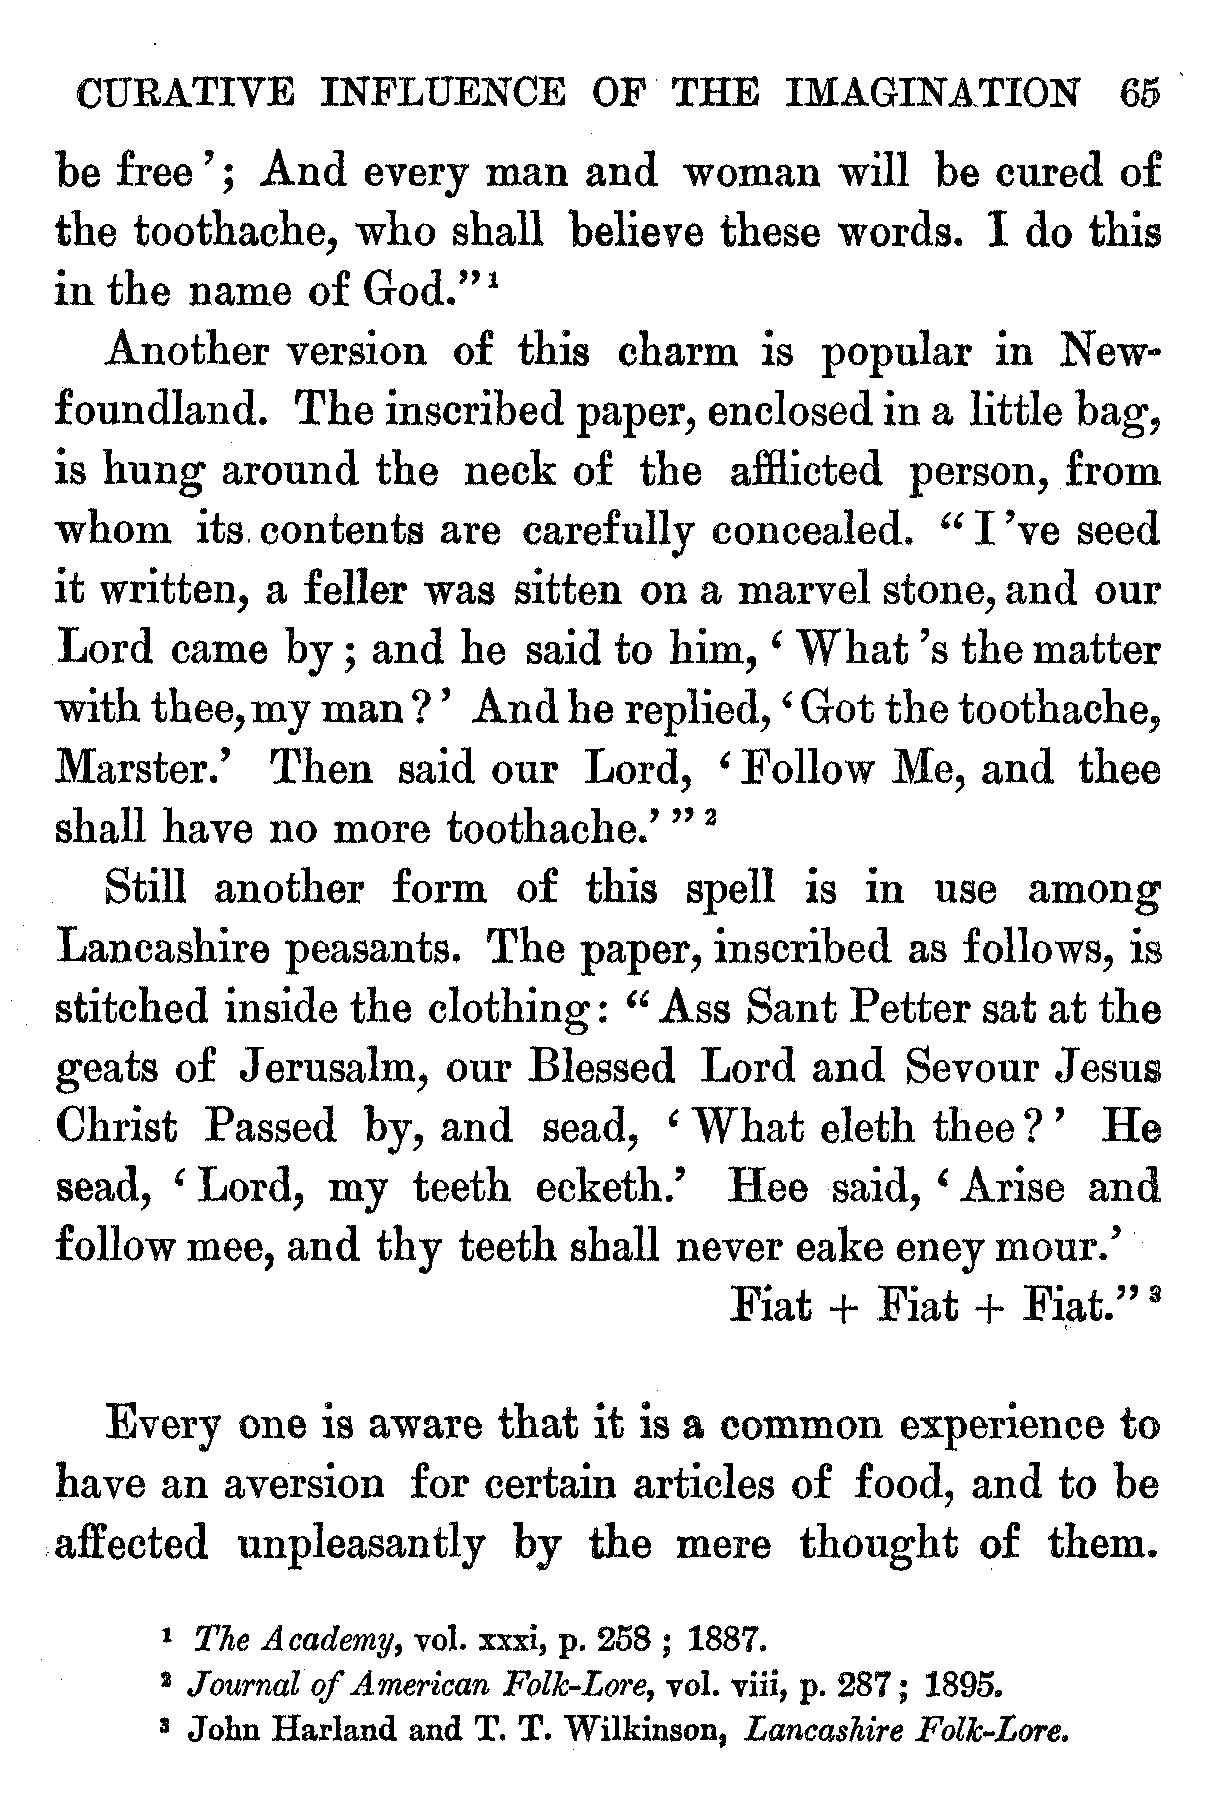 CURATIVE INFLUENCE OF THE IMAGINATION 65
be free’; And every man and woman will be cured of
the toothache, who shall believe these words. I do this
in the name of God.”¹
Another version of this charm is popular in New-
foundland. The inscribed paper, enclosed in a little bag,
is hung around the neck of the afflicted person, from
whom its contents are carefully concealed. “I’ve seed
it written, a feller was sitten on a marvel stone, and our
Lord came by; and he said to him, ‘What’s the matter
with thee, my man?’ And he replied, ‘Got the toothache,
Marster.’ Then said our Lord, ‘Follow Me, and thee
shall have no more toothache.’”²
Still another form of this spell is in use among
Lancashire peasants. The paper, inscribed as follows, is
stitched inside the clothing: “Ass Sant Petter sat at the
geats of Jerusalm, our Blessed Lord and Sevour Jesus
Christ Passed by, and sead, ‘What eleth thee?’ He
sead, ‘Lord, my teeth ecketh.’ Hee said, ‘Arise and
follow mee, and thy teeth shall never eake eney mour.’
Fiat + Fiat + Fiat.”³
Every one is aware that it is a common experience to
have an aversion for certain articles of food, and to be
affected unpleasantly by the mere thought of them.
¹ The Academy, vol. xxxi, p. 258; 1887.
² Journal of American Folk-Lore, vol. viii, p. 287; 1895.
³ John Harland and T. T. Wilkinson, Lancashire Folk-Lore.